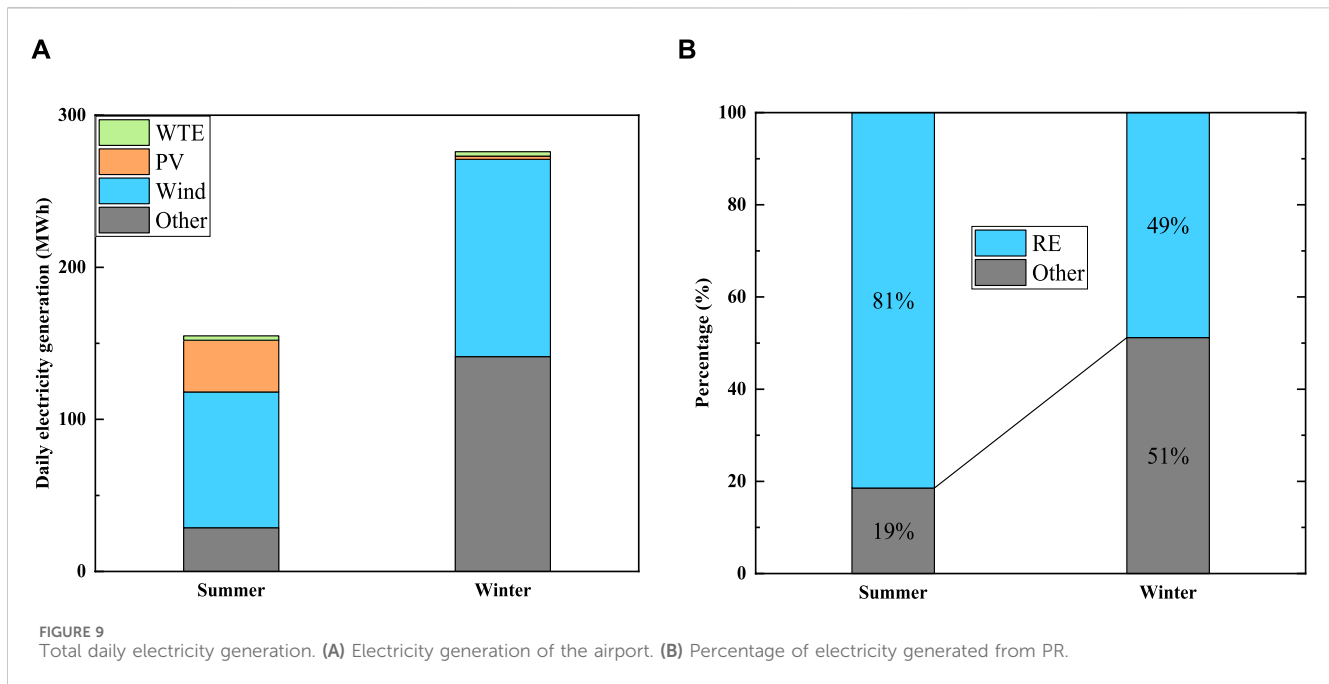 A
Daily electricity generation (MWh)
300
200
100
0
WTE
PV
Wind
Other
Summer
Winter
B
Percentage (%)
100
80
60
40
20
0
81%
19%
RE
Other
49%
51%
Summer
Winter
FIGURE 9
Total daily electricity generation. (A) Electricity generation of the airport. (B) Percentage of electricity generated from PR.